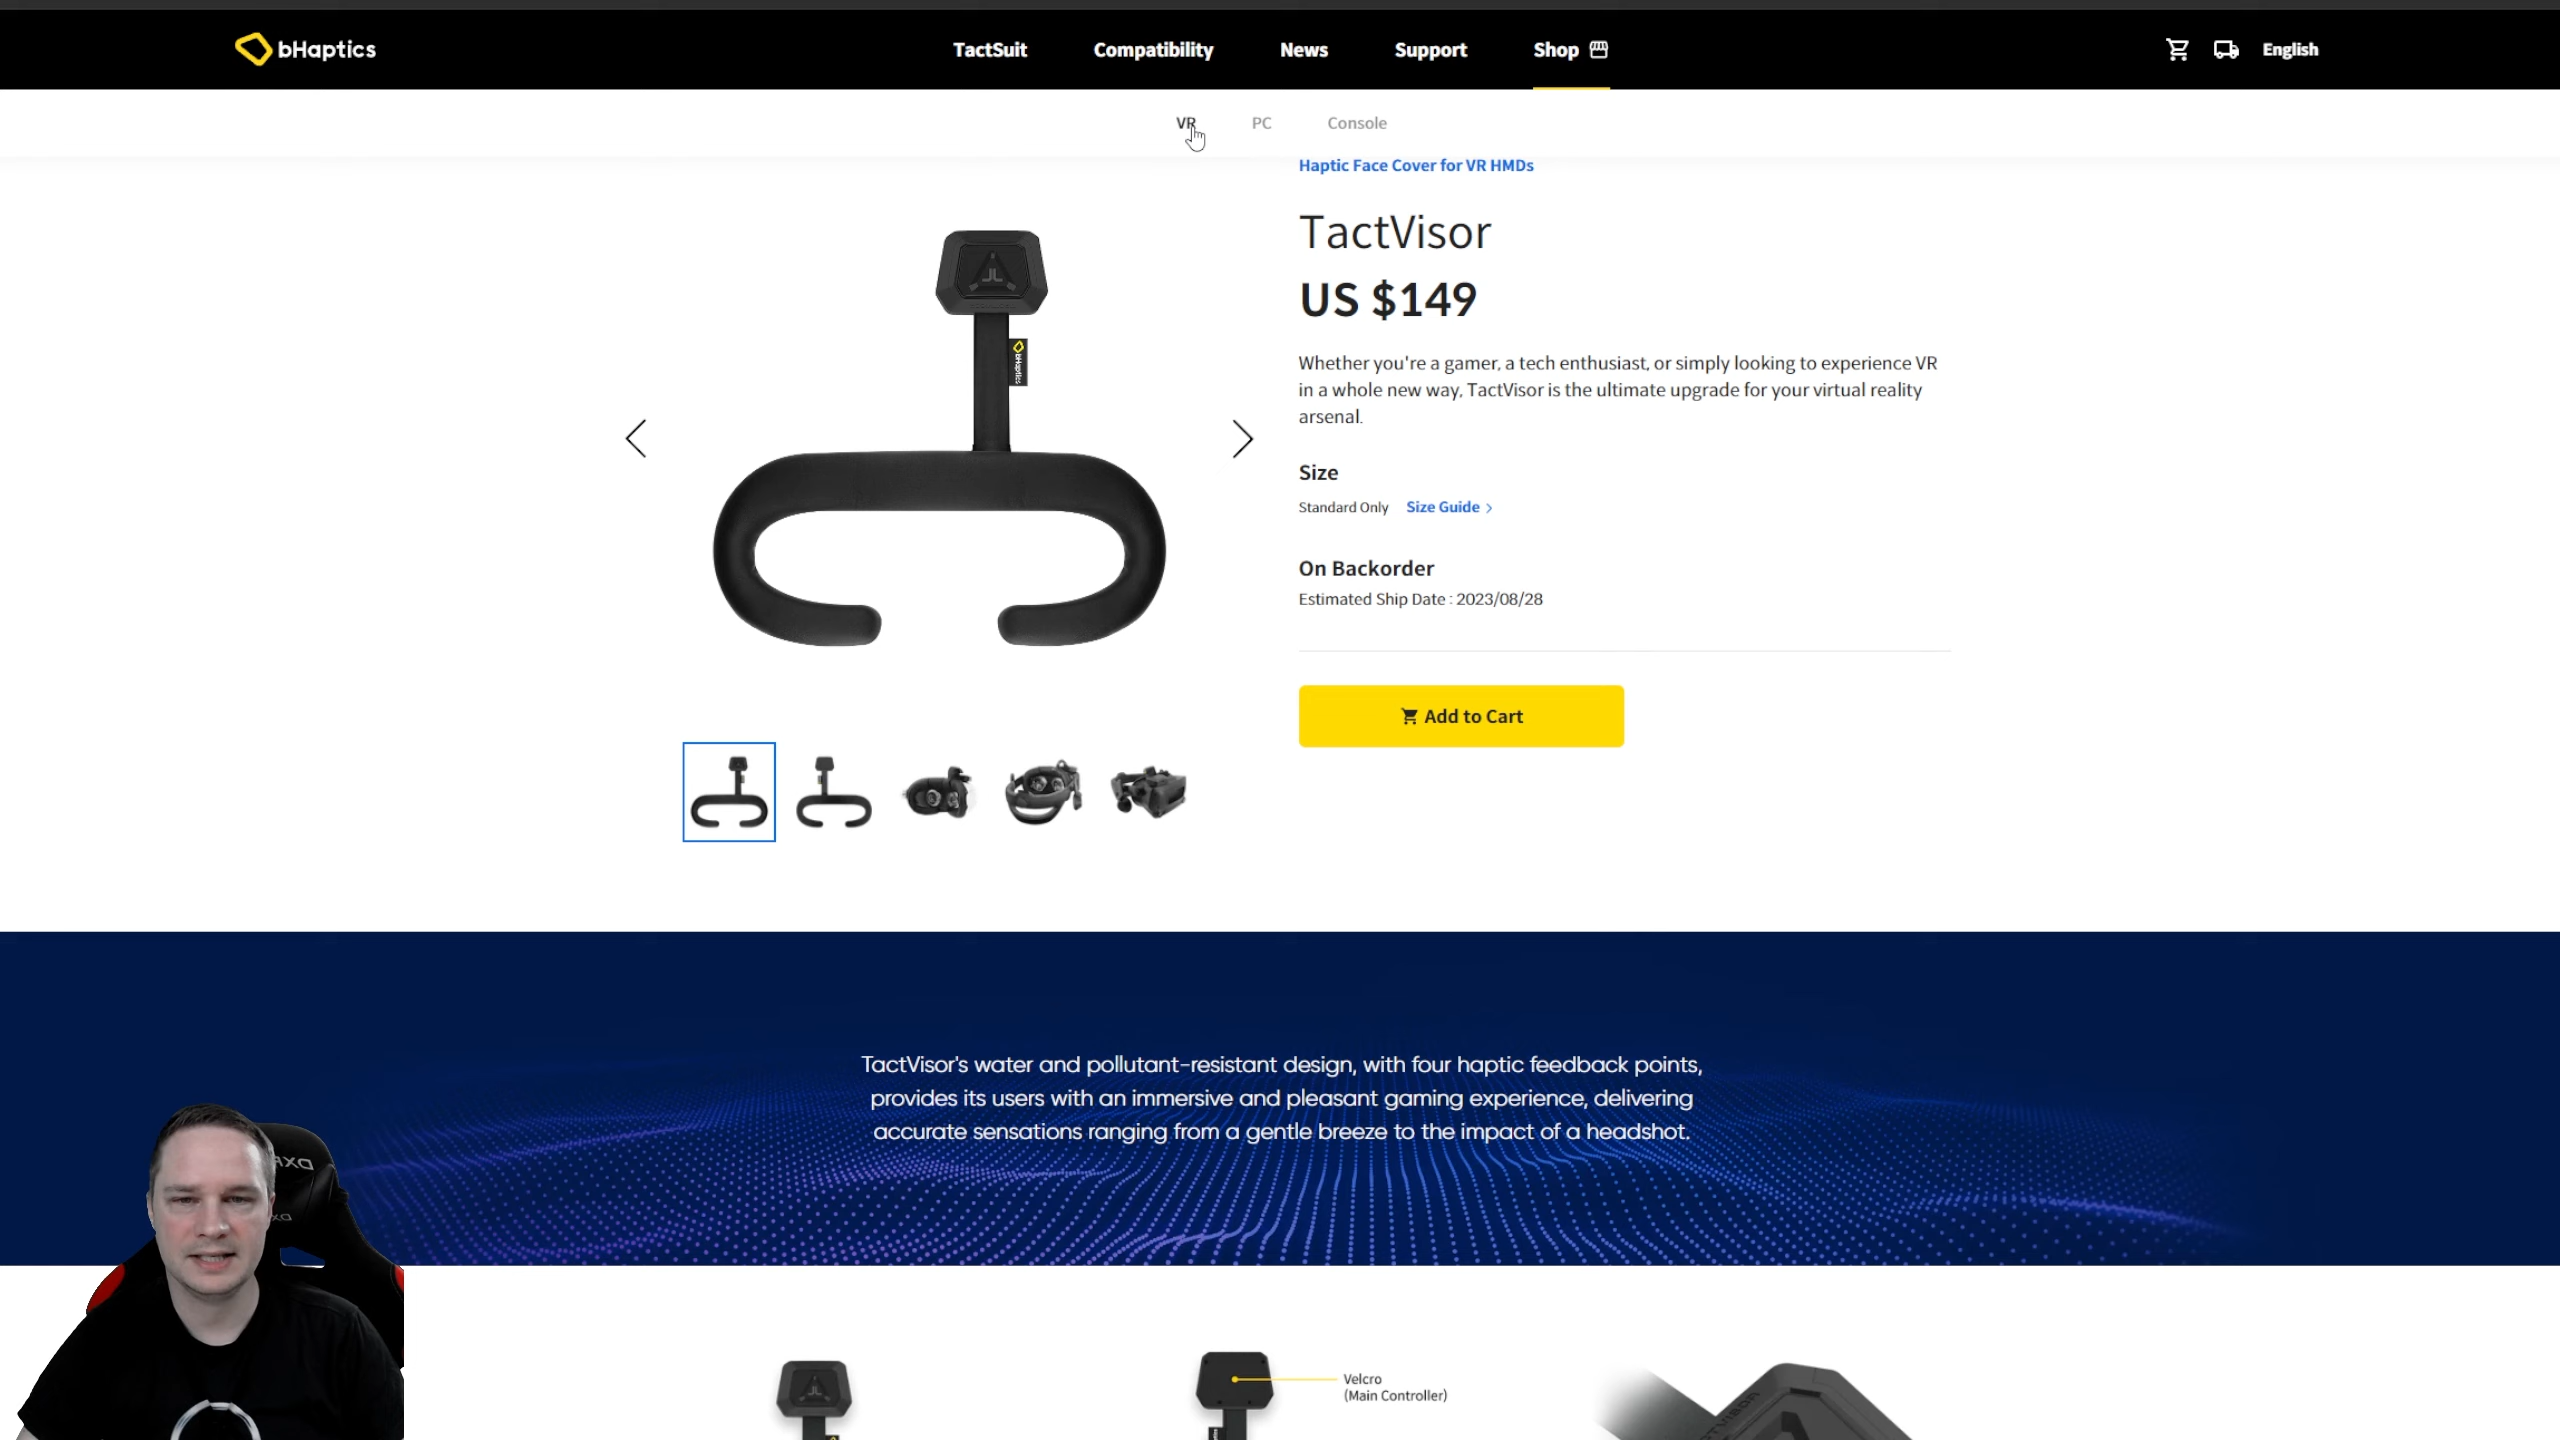 bHaptics
TactSuit
Compatibility
News
Support
Shop
English
VR
PC
Console
Haptic Face Cover for VR HMDs
TactVisor
US $149
Whether you're a gamer, a tech enthusiast, or simply looking to experience VR
in a whole new way, TactVisor is the ultimate upgrade for your virtual reality
arsenal.
Size
Standard Only
Size Guide >
On Backorder
Estimated Ship Date : 2023/08/28
Add to Cart
bHaptics
TactVisor's water and pollutant-resistant design, with four haptic feedback points,
provides its users with an immersive and pleasant gaming experience, delivering
accurate sensations ranging from a gentle breeze to the impact of a headshot.
Velcro
(Main Controller)